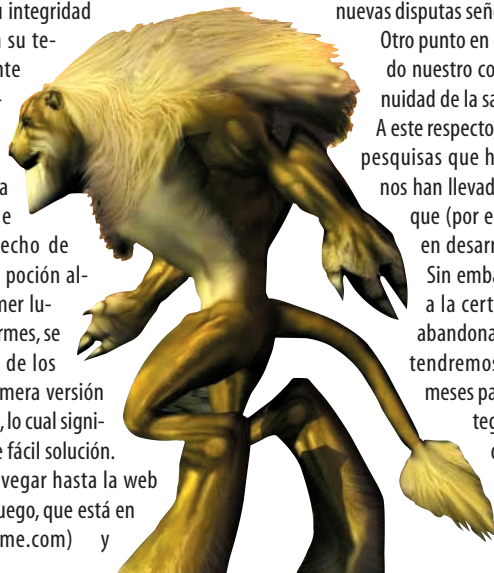 u integridad
su te-
nte
a
e
echo de
poción al-
mer lu-
rmes, se
de los
mera versión
, lo cual signi-
e fácil solución.
vegar hasta la web
uego, que está en
me.com) y
nuevas disputas seño
Otro punto en
do nuestro co
nuidad de la sa
A este respecto
pesquisas que h
nos han llevad
que (por e
en desarr
Sin emba
a la cert
abandona
tendremos
meses pa
teg